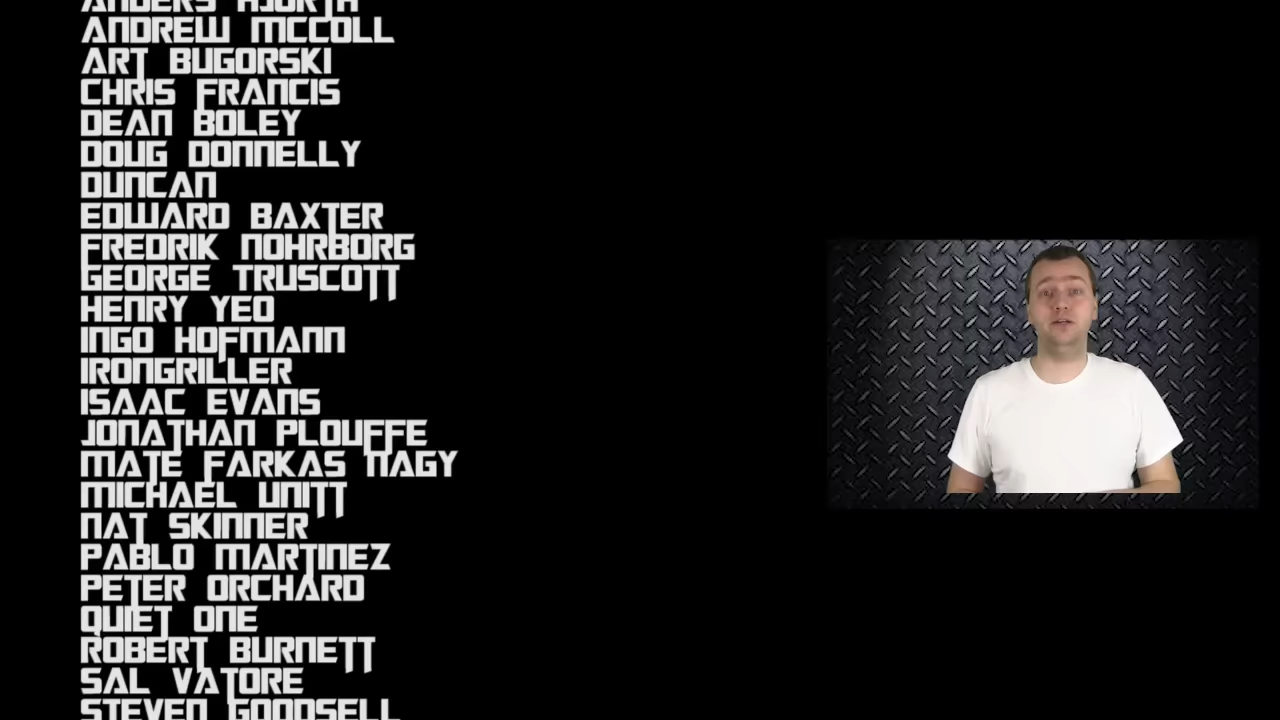 ANDERS HJORTH
ANDREW MCCOLL
ART BUGORSKI
CHRIS FRANCIS
DEAN BOLEY
DOUG DONNELLY
DUNCAN
EDWARD BAXTER
FREDRIK NOHRBORG
GEORGE TRUSCOTT
HENRY YEO
INGO HOFMANN
IRONGRILLER
ISAAC EVANS
JONATHAN PLOUFFE
MATE FARKAS NAGY
MICHAEL UNITT
NAT SKINNER
PABLO MARTINEZ
PETER ORCHARD
QUIET ONE
ROBERT BURNETT
SAL VATORE
STEVEN GOODSELL